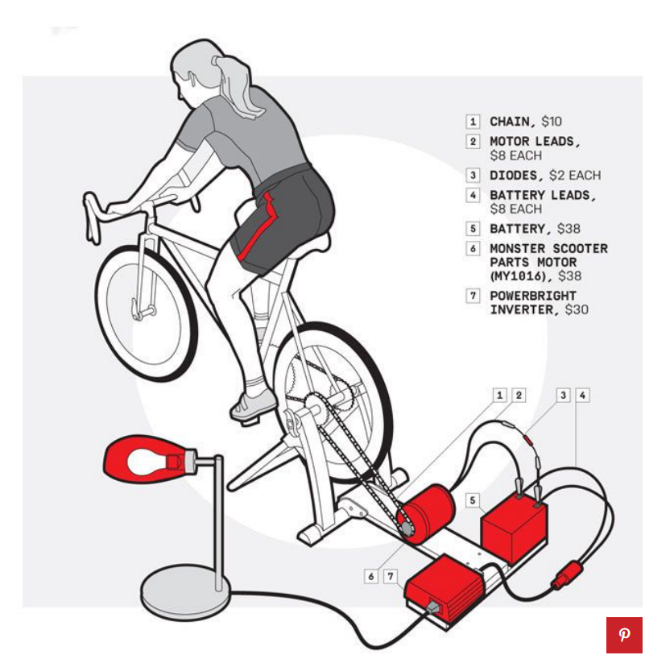 1 CHAIN, $10
2 MOTOR LEADS,
$8 EACH
3 DIODES, $2 EACH
4 BATTERY LEADS,
$8 EACH
5 BATTERY, $38
6 MONSTER SCOOTER
PARTS MOTOR
(MY1016), $38
7 POWERBRIGHT
INVERTER, $30
1 2 3 4
5
6 7